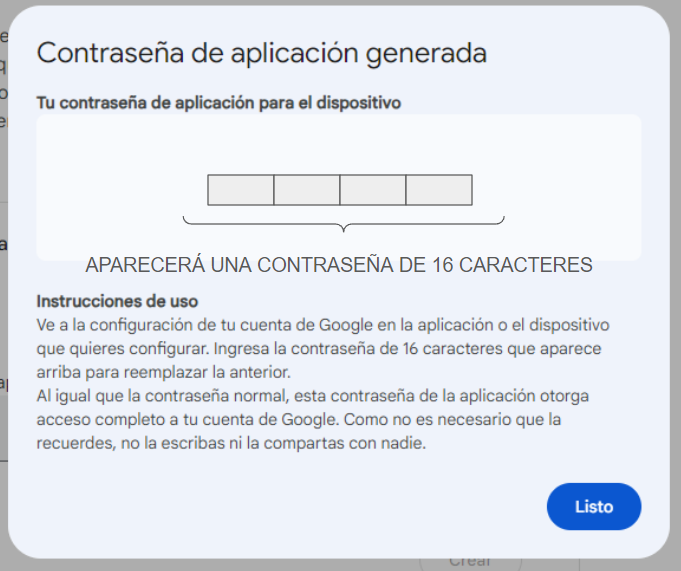 Contraseña de aplicación generada
Tu contraseña de aplicación para el dispositivo
APARECERÁ UNA CONTRASEÑA DE 16 CARACTERES
Instrucciones de uso
Ve a la configuración de tu cuenta de Google en la aplicación o el dispositivo
que quieres configurar. Ingresa la contraseña de 16 caracteres que aparece
arriba para reemplazar la anterior.
Al igual que la contraseña normal, esta contraseña de la aplicación otorga
acceso completo a tu cuenta de Google. Como no es necesario que la
recuerdes, no la escribas ni la compartas con nadie.
Listo
Crear